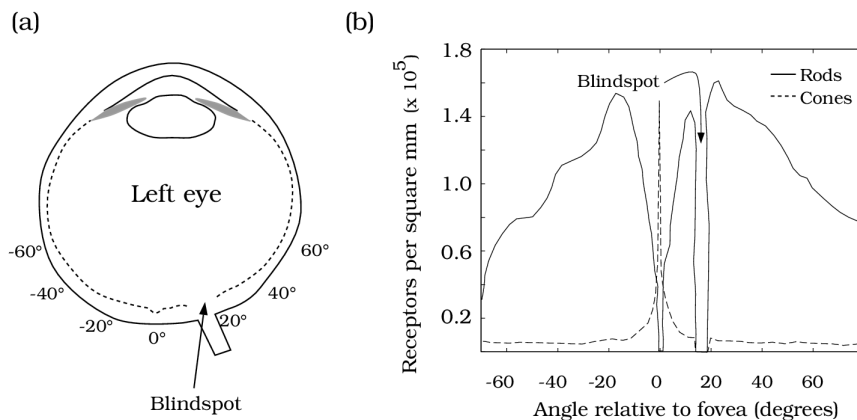 (a)
Left eye
-60°
-40°
-20°
0°
20°
40°
60°
Blindspot
(b)
Receptors per square mm (x 10⁵)
1.8
1.4
1.0
0.6
0.2
Blindspot
Rods
Cones
-60 -40 -20 0 20 40 60
Angle relative to fovea (degrees)